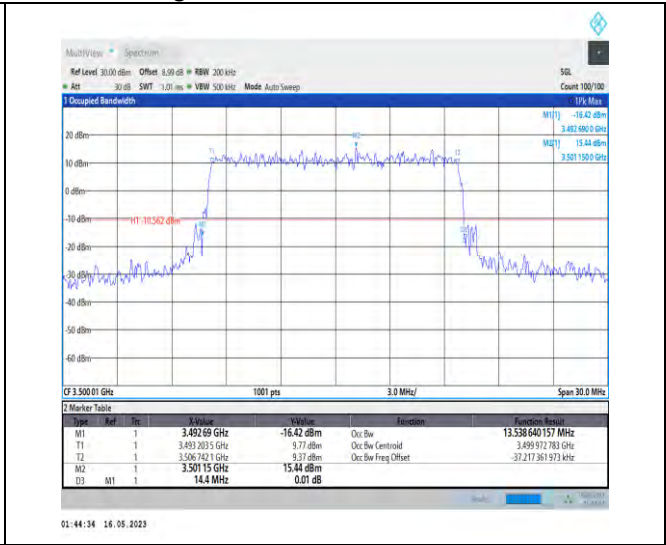 MultiView Spectrum
Ref Level 30.00 dBm Offset 8.99 dB RBW 200 kHz SGL
Att 30 dB SWT 1.01 ms VBW 500 kHz Mode Auto Sweep Count 100/100
1 Occupied Bandwidth 1Pk Max
M1[1] -16.42 dBm
3.492 690 0 GHz
M2[1] 15.44 dBm
3.501 150 0 GHz
20 dBm
M2
T1
T2
10 dBm
0 dBm
-10 dBm
H1 -10.562 dBm
M1
-20 dBm
-30 dBm
-40 dBm
-50 dBm
-60 dBm
CF 3.500 01 GHz 1001 pts 3.0 MHz/ Span 30.0 MHz
2 Marker Table
Type Ref Trc X-Value Y-Value Function Function Result
M1 1 3.492 69 GHz -16.42 dBm Occ Bw 13.538 640 157 MHz
T1 1 3.493 203 5 GHz 9.77 dBm Occ Bw Centroid 3.499 972 783 GHz
T2 1 3.506 742 1 GHz 9.37 dBm Occ Bw Freq Offset -37.217 361 973 kHz
M2 1 3.501 15 GHz 15.44 dBm
D3 M1 1 14.4 MHz 0.01 dB
01:44:34 16.05.2023